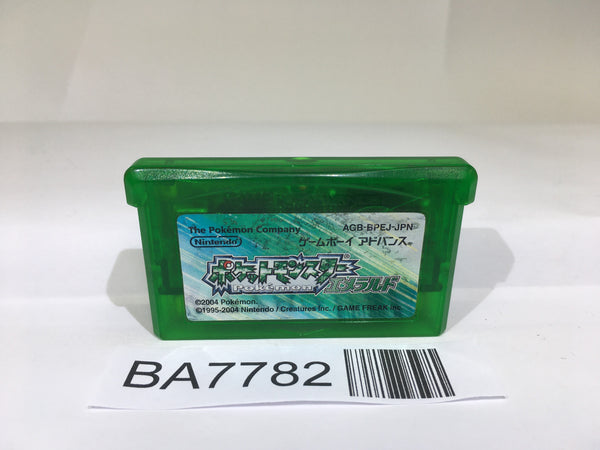 The Pokémon Company
AGB-BPEJ-JPN
Nintendo
ゲームボーイ アドバンス
ポケットモンスター
POKéMON
エメラルド
©2004 Pokémon.
©1995-2004 Nintendo / Creatures inc. / GAME FREAK inc.
BA7782